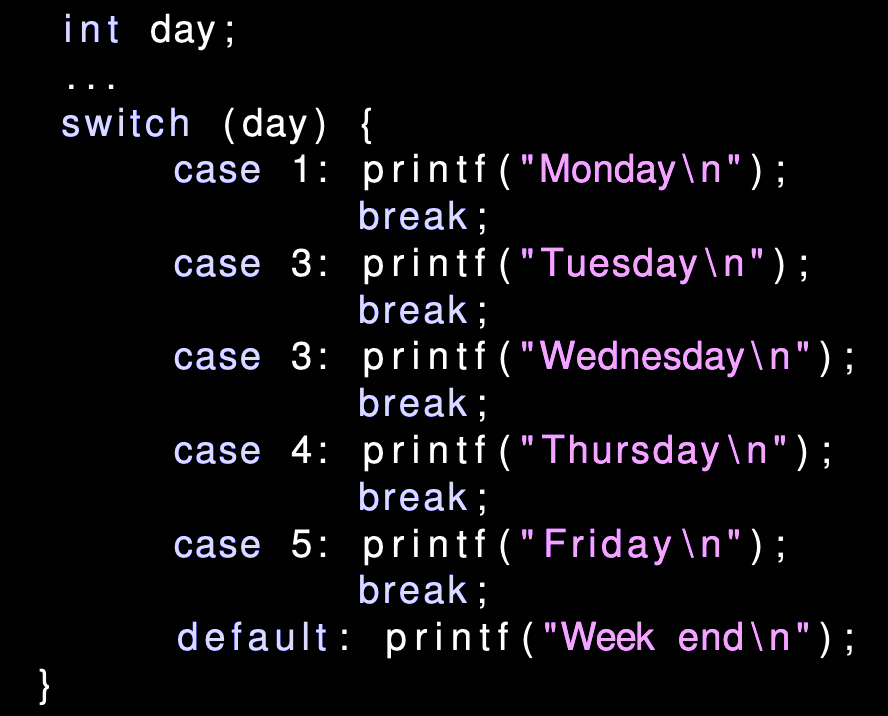 int day;
...
switch (day) {
case 1: printf("Monday\n");
break;
case 3: printf("Tuesday\n");
break;
case 3: printf("Wednesday\n");
break;
case 4: printf("Thursday\n");
break;
case 5: printf("Friday\n");
break;
default: printf("Week end\n");
}